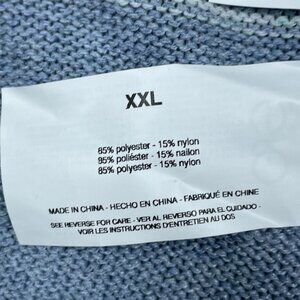 XXL
85% polyester - 15% nylon
85% poliéster - 15% nailon
85% polyester - 15% nylon
MADE IN CHINA - HECHO EN CHINA - FABRIQUÉ EN CHINE
SEE REVERSE FOR CARE - VER AL REVERSO PARA EL CUIDADO -
VOIR LES INSTRUCTIONS D'ENTRETIEN AU DOS